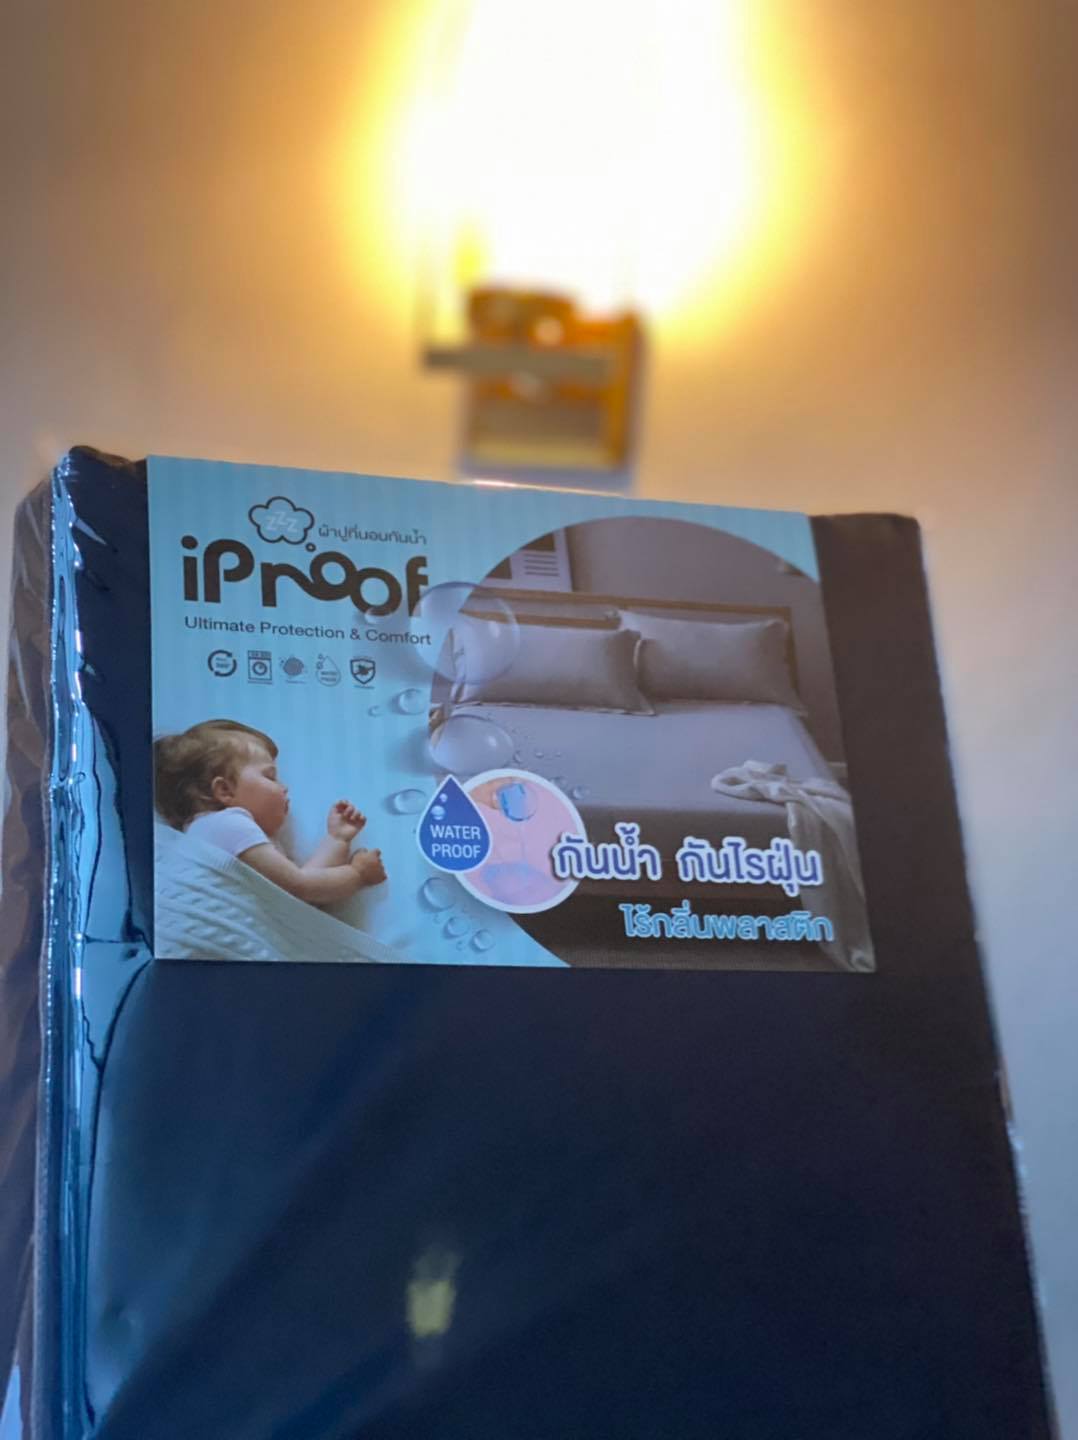 zzz
ผ้าปูที่นอนกันน้ำ
iProof
Ultimate Protection & Comfort
WATER
PROOF
กันน้ำ กันไรฝุ่น
ไร้กลิ่นพลาสติก